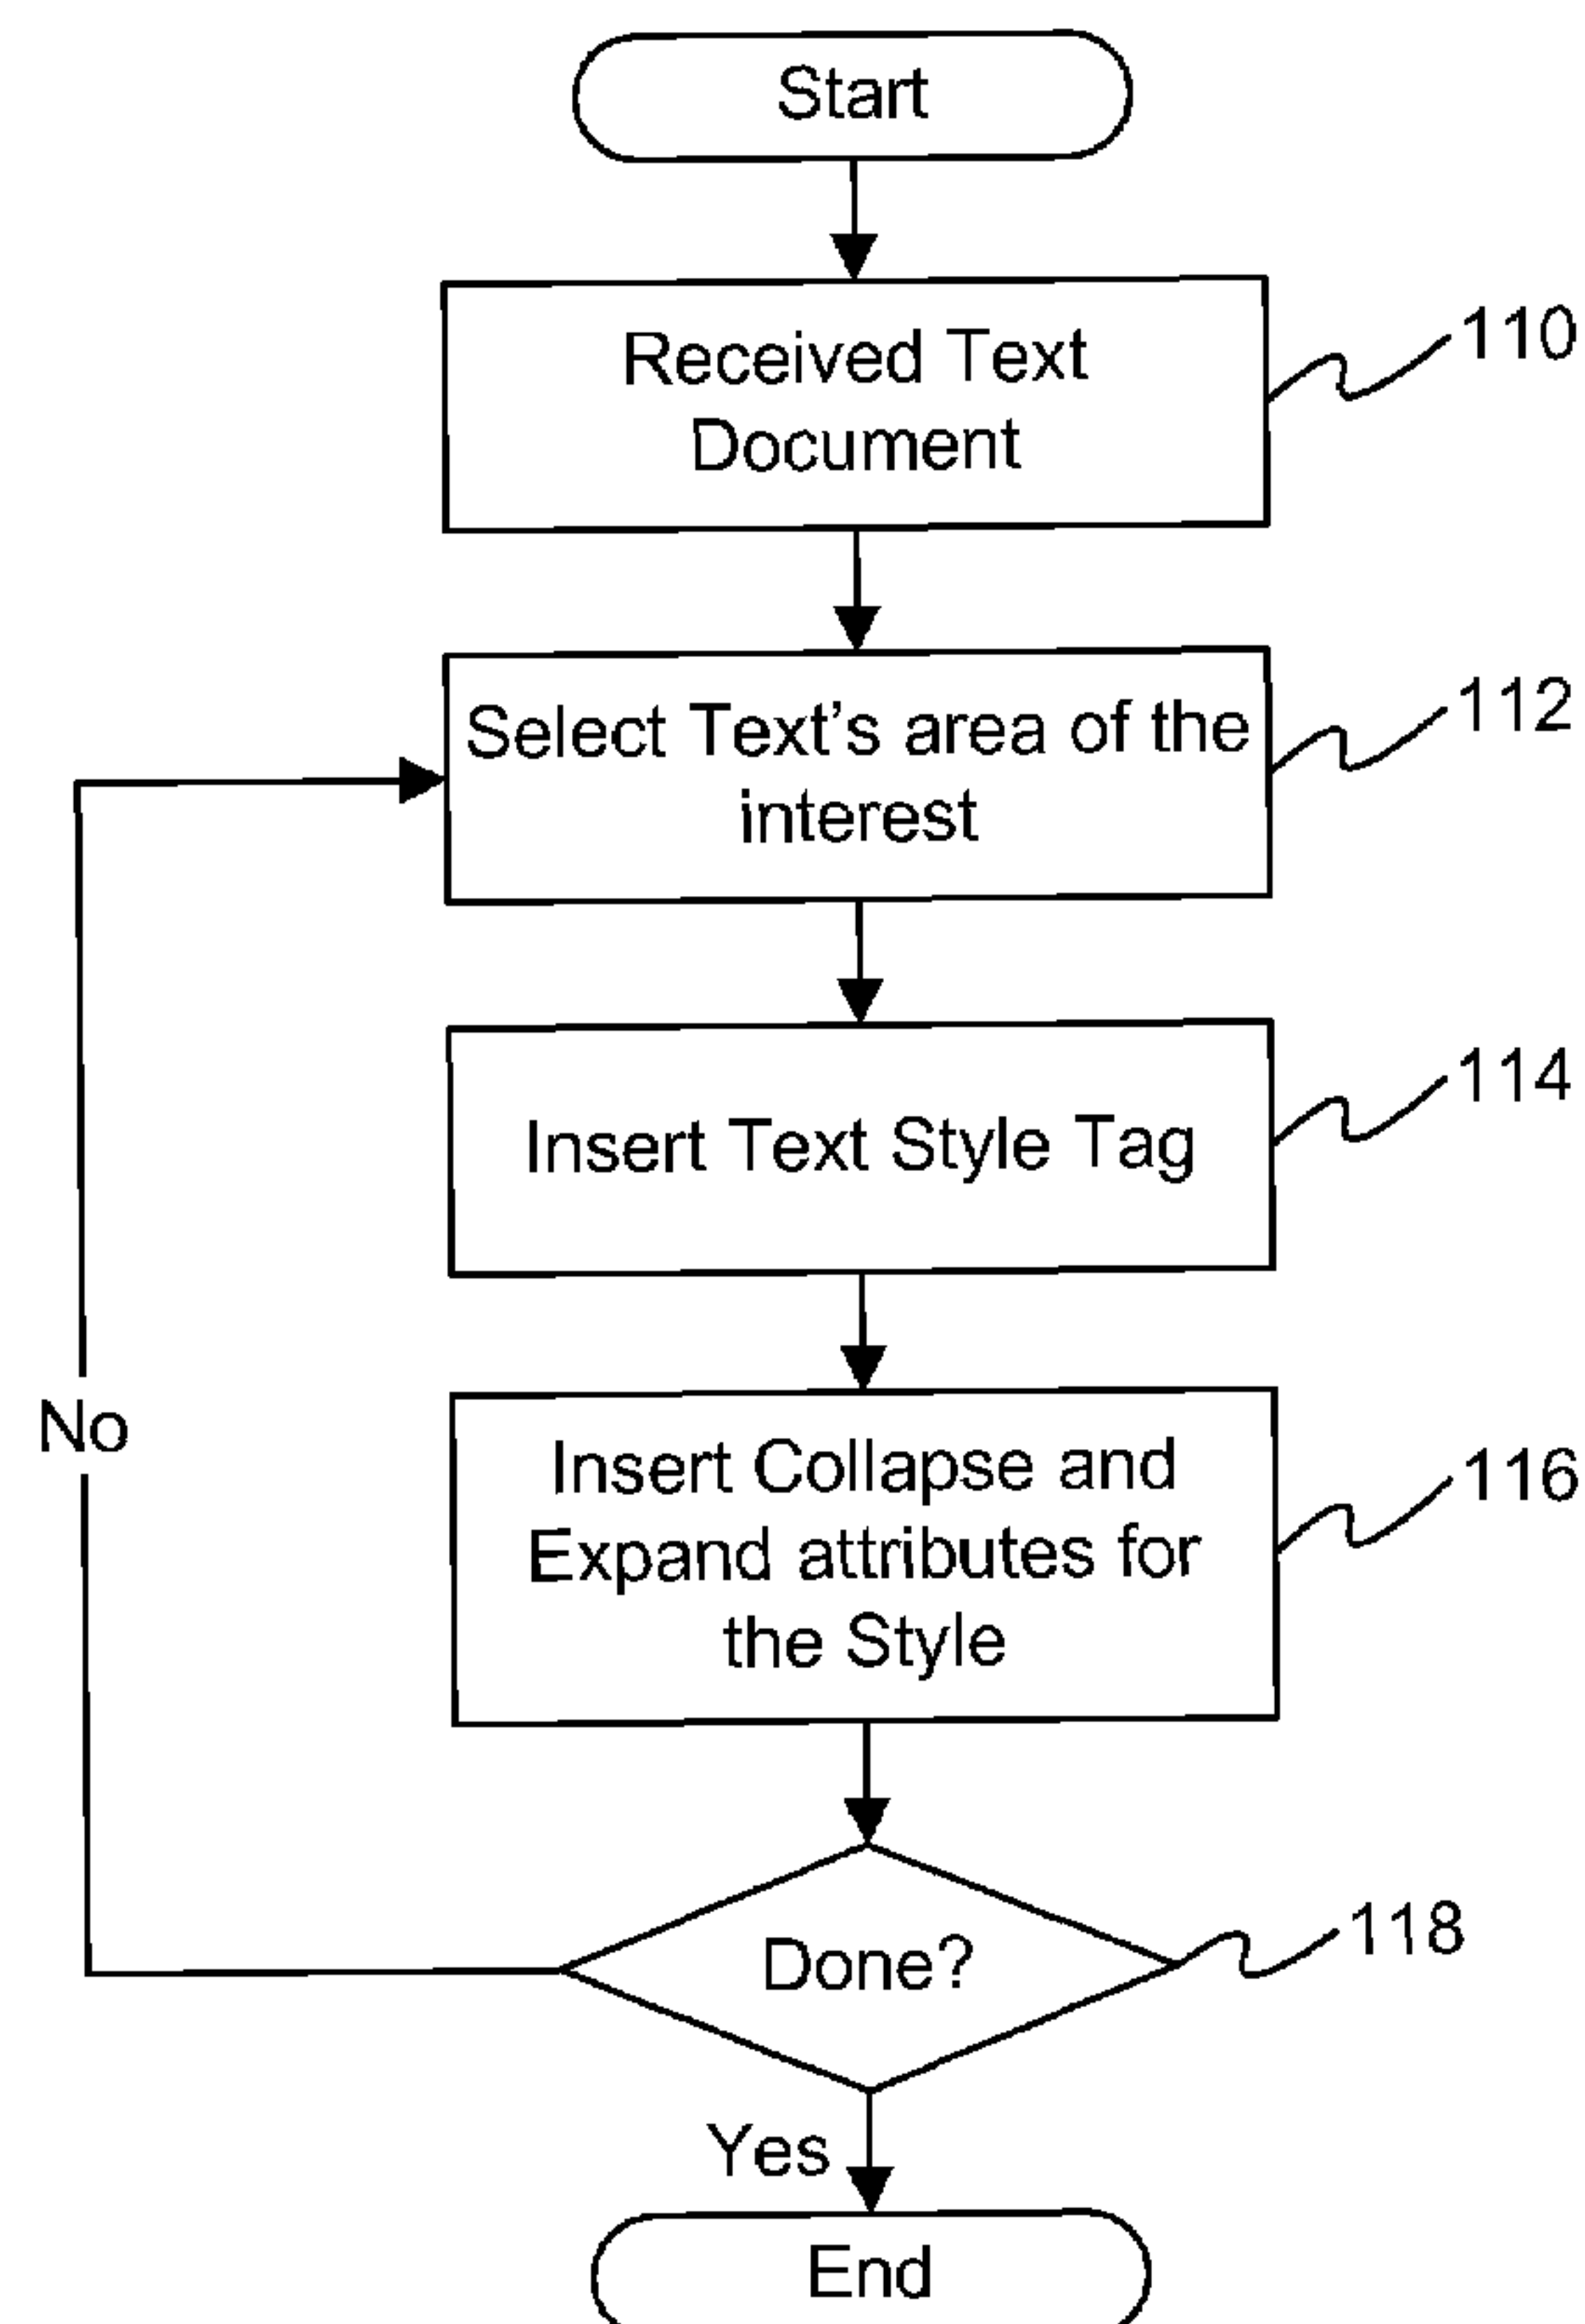 Start
Received Text
Document
110
Select Text's area of the
interest
112
Insert Text Style Tag
114
No
Insert Collapse and
Expand attributes for
the Style
116
Done?
118
Yes
End